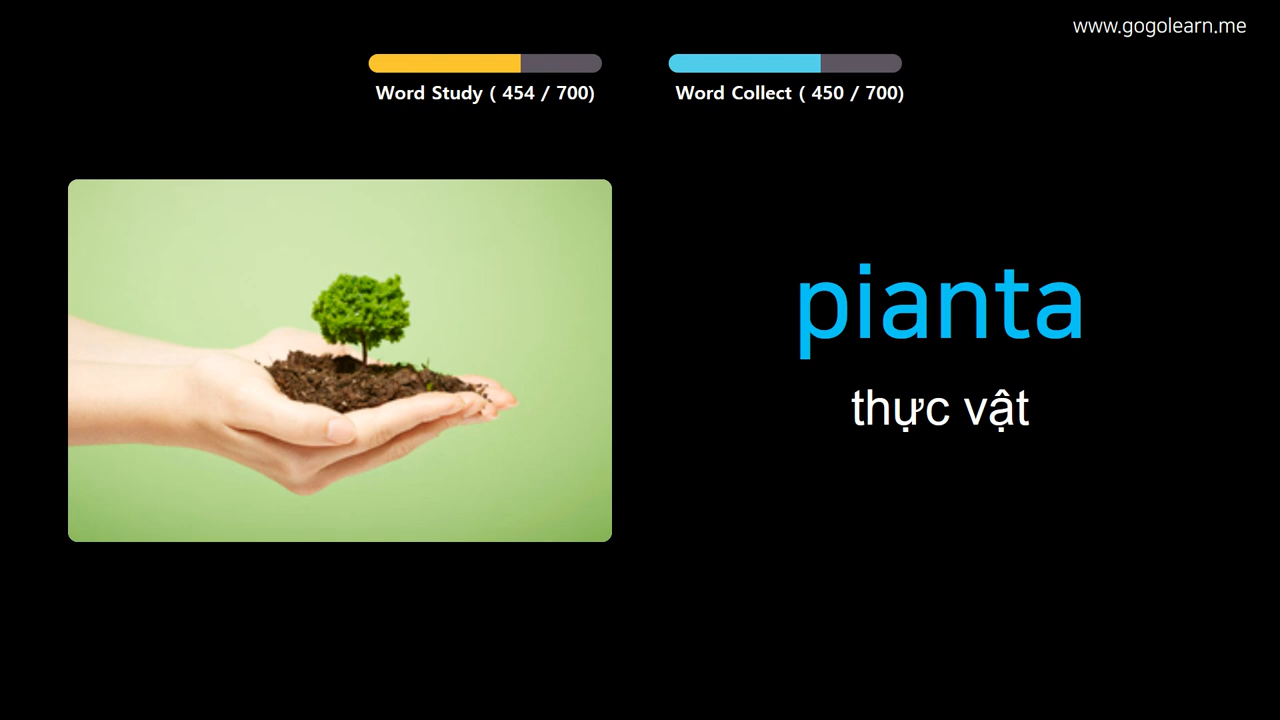 www.gogolearn.me
Word Study ( 454 / 700)
Word Collect ( 450 / 700)
pianta
thực vật